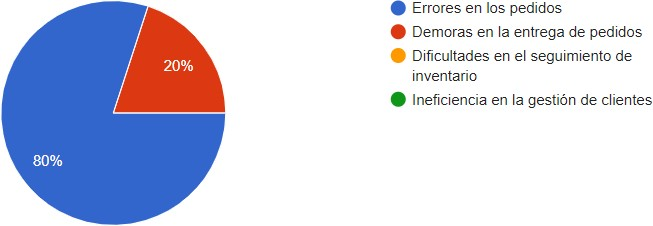 20%
80%
Errores en los pedidos
Demoras en la entrega de pedidos
Dificultades en el seguimiento de
inventario
Ineficiencia en la gestión de clientes